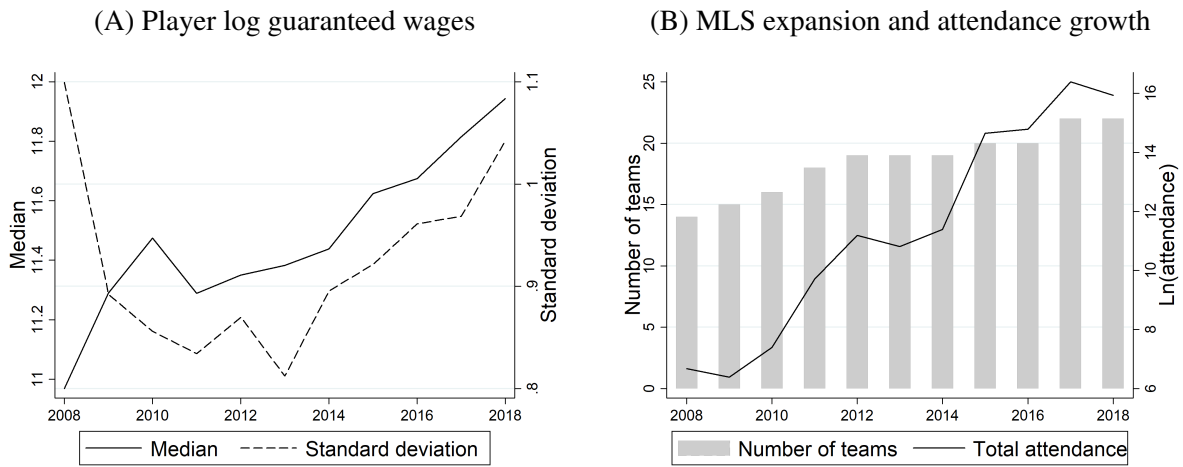 (A) Player log guaranteed wages
Median
11
11.2
11.4
11.6
11.8
12
Standard deviation
.8
.9
1
1.1
2008 2010 2012 2014 2016 2018
Median Standard deviation
(B) MLS expansion and attendance growth
Number of teams
0
5
10
15
20
25
Ln(attendance)
6
8
10
12
14
16
2008 2010 2012 2014 2016 2018
Number of teams Total attendance